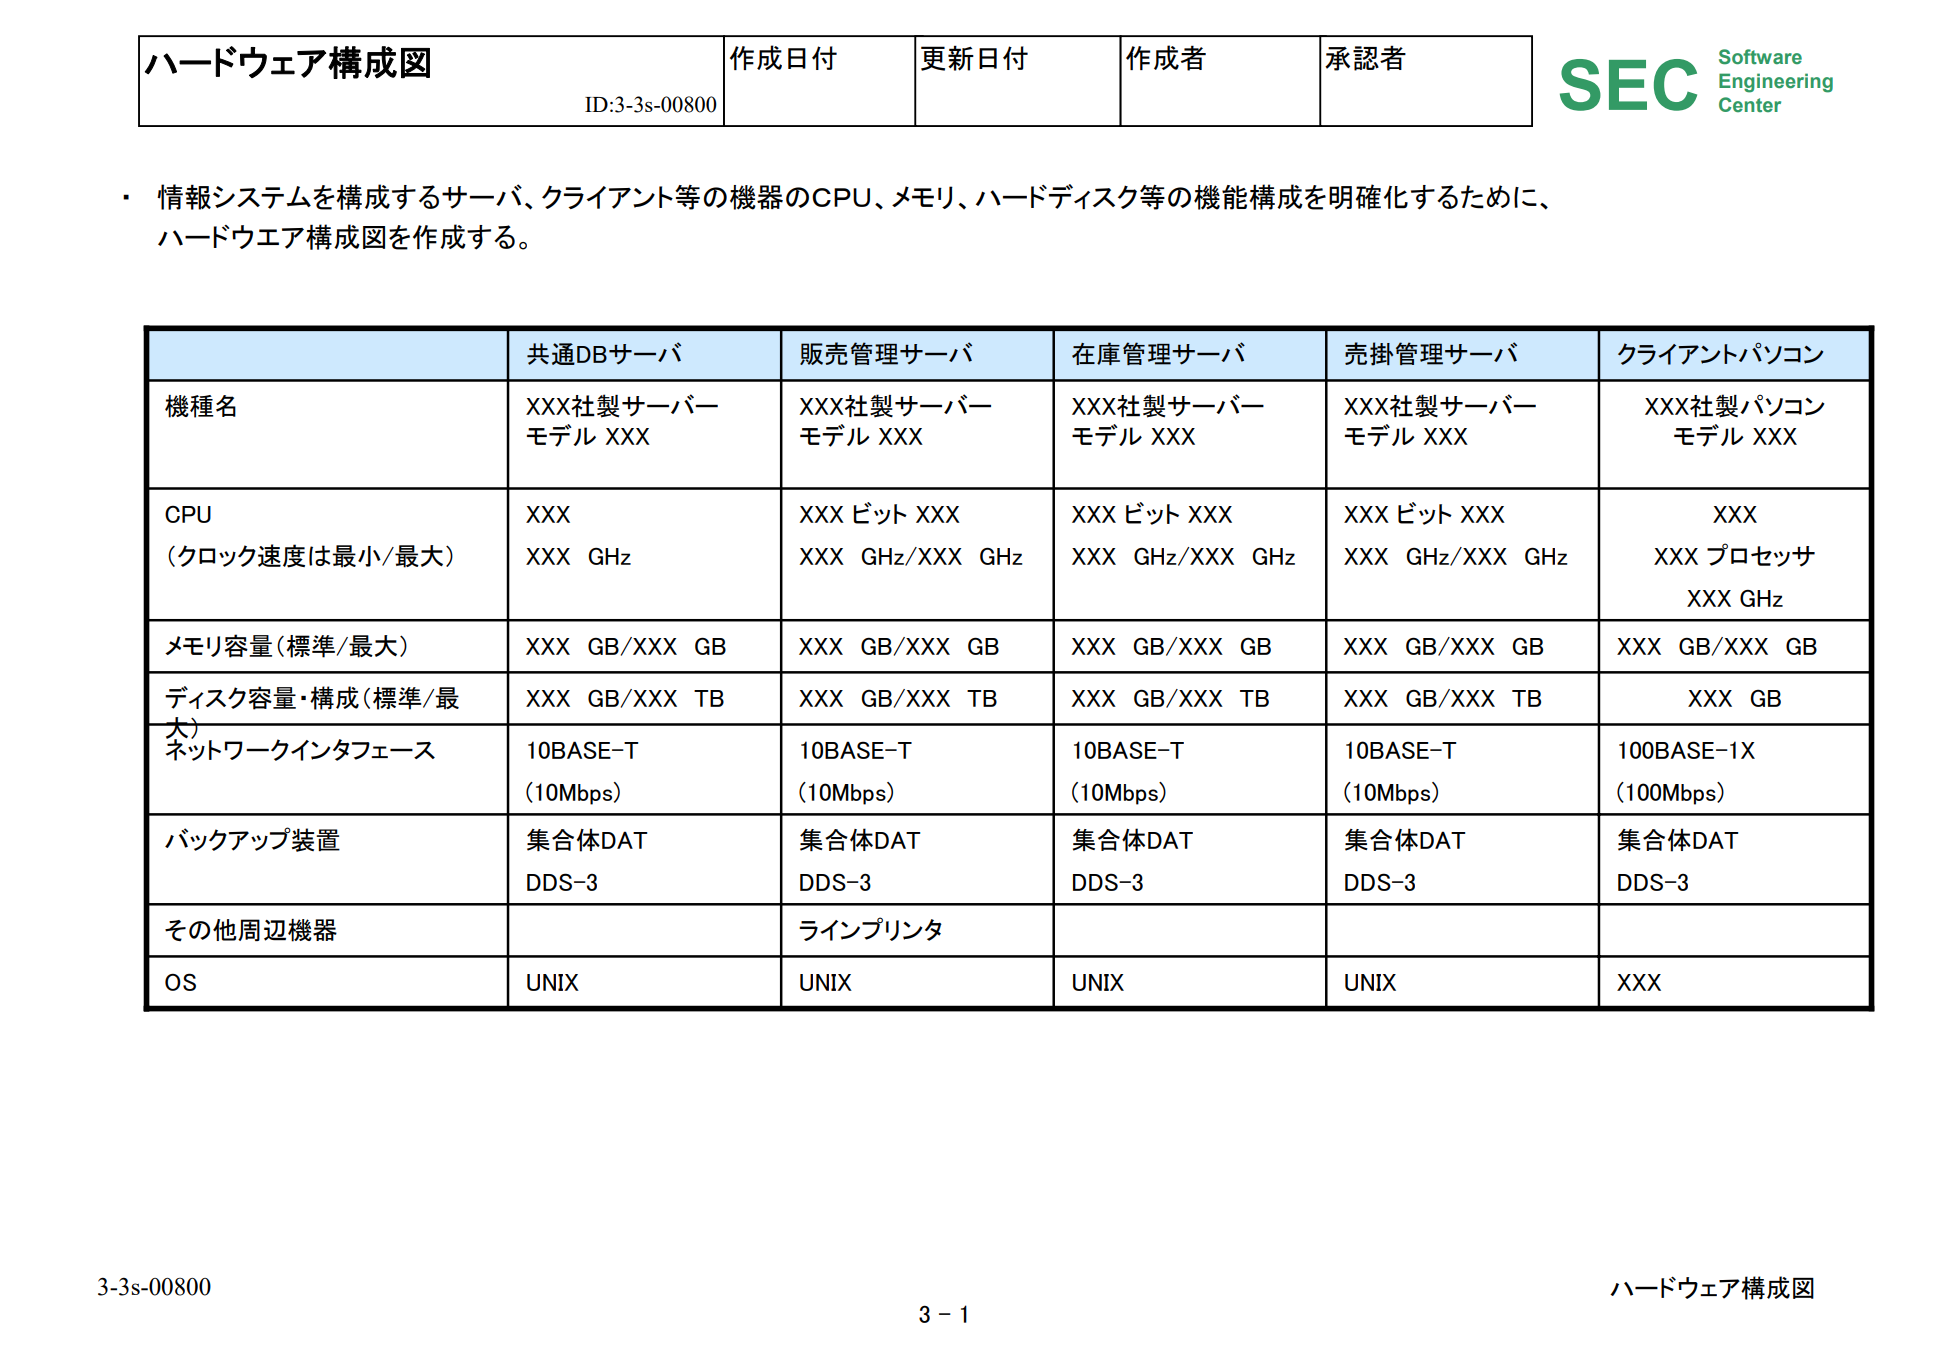 ハードウェア構成図
ID:3-3s-00800
作成日付
更新日付
作成者
承認者
SEC
Software
Engineering
Center
・ 情報システムを構成するサーバ、クライアント等の機器のCPU、メモリ、ハードディスク等の機能構成を明確化するために、
ハードウエア構成図を作成する。
共通DBサーバ 販売管理サーバ 在庫管理サーバ 売掛管理サーバ クライアントパソコン
機種名 XXX社製サーバー XXX社製サーバー XXX社製サーバー XXX社製サーバー XXX社製パソコン
モデル XXX モデル XXX モデル XXX モデル XXX モデル XXX
CPU XXX XXX ビット XXX XXX ビット XXX XXX ビット XXX XXX
（クロック速度は最小/最大） XXX GHz XXX GHz/XXX GHz XXX GHz/XXX GHz XXX GHz/XXX GHz XXX プロセッサ
XXX GHz
メモリ容量（標準/最大） XXX GB/XXX GB XXX GB/XXX GB XXX GB/XXX GB XXX GB/XXX GB XXX GB/XXX GB
ディスク容量・構成（標準/最 XXX GB/XXX TB XXX GB/XXX TB XXX GB/XXX TB XXX GB/XXX TB XXX GB
大）
ネットワークインタフェース 10BASE-T 10BASE-T 10BASE-T 10BASE-T 100BASE-1X
(10Mbps) (10Mbps) (10Mbps) (10Mbps) (100Mbps)
バックアップ装置 集合体DAT 集合体DAT 集合体DAT 集合体DAT 集合体DAT
DDS-3 DDS-3 DDS-3 DDS-3 DDS-3
その他周辺機器 ラインプリンタ
OS UNIX UNIX UNIX UNIX XXX
3-3s-00800
ハードウェア構成図
3 - 1